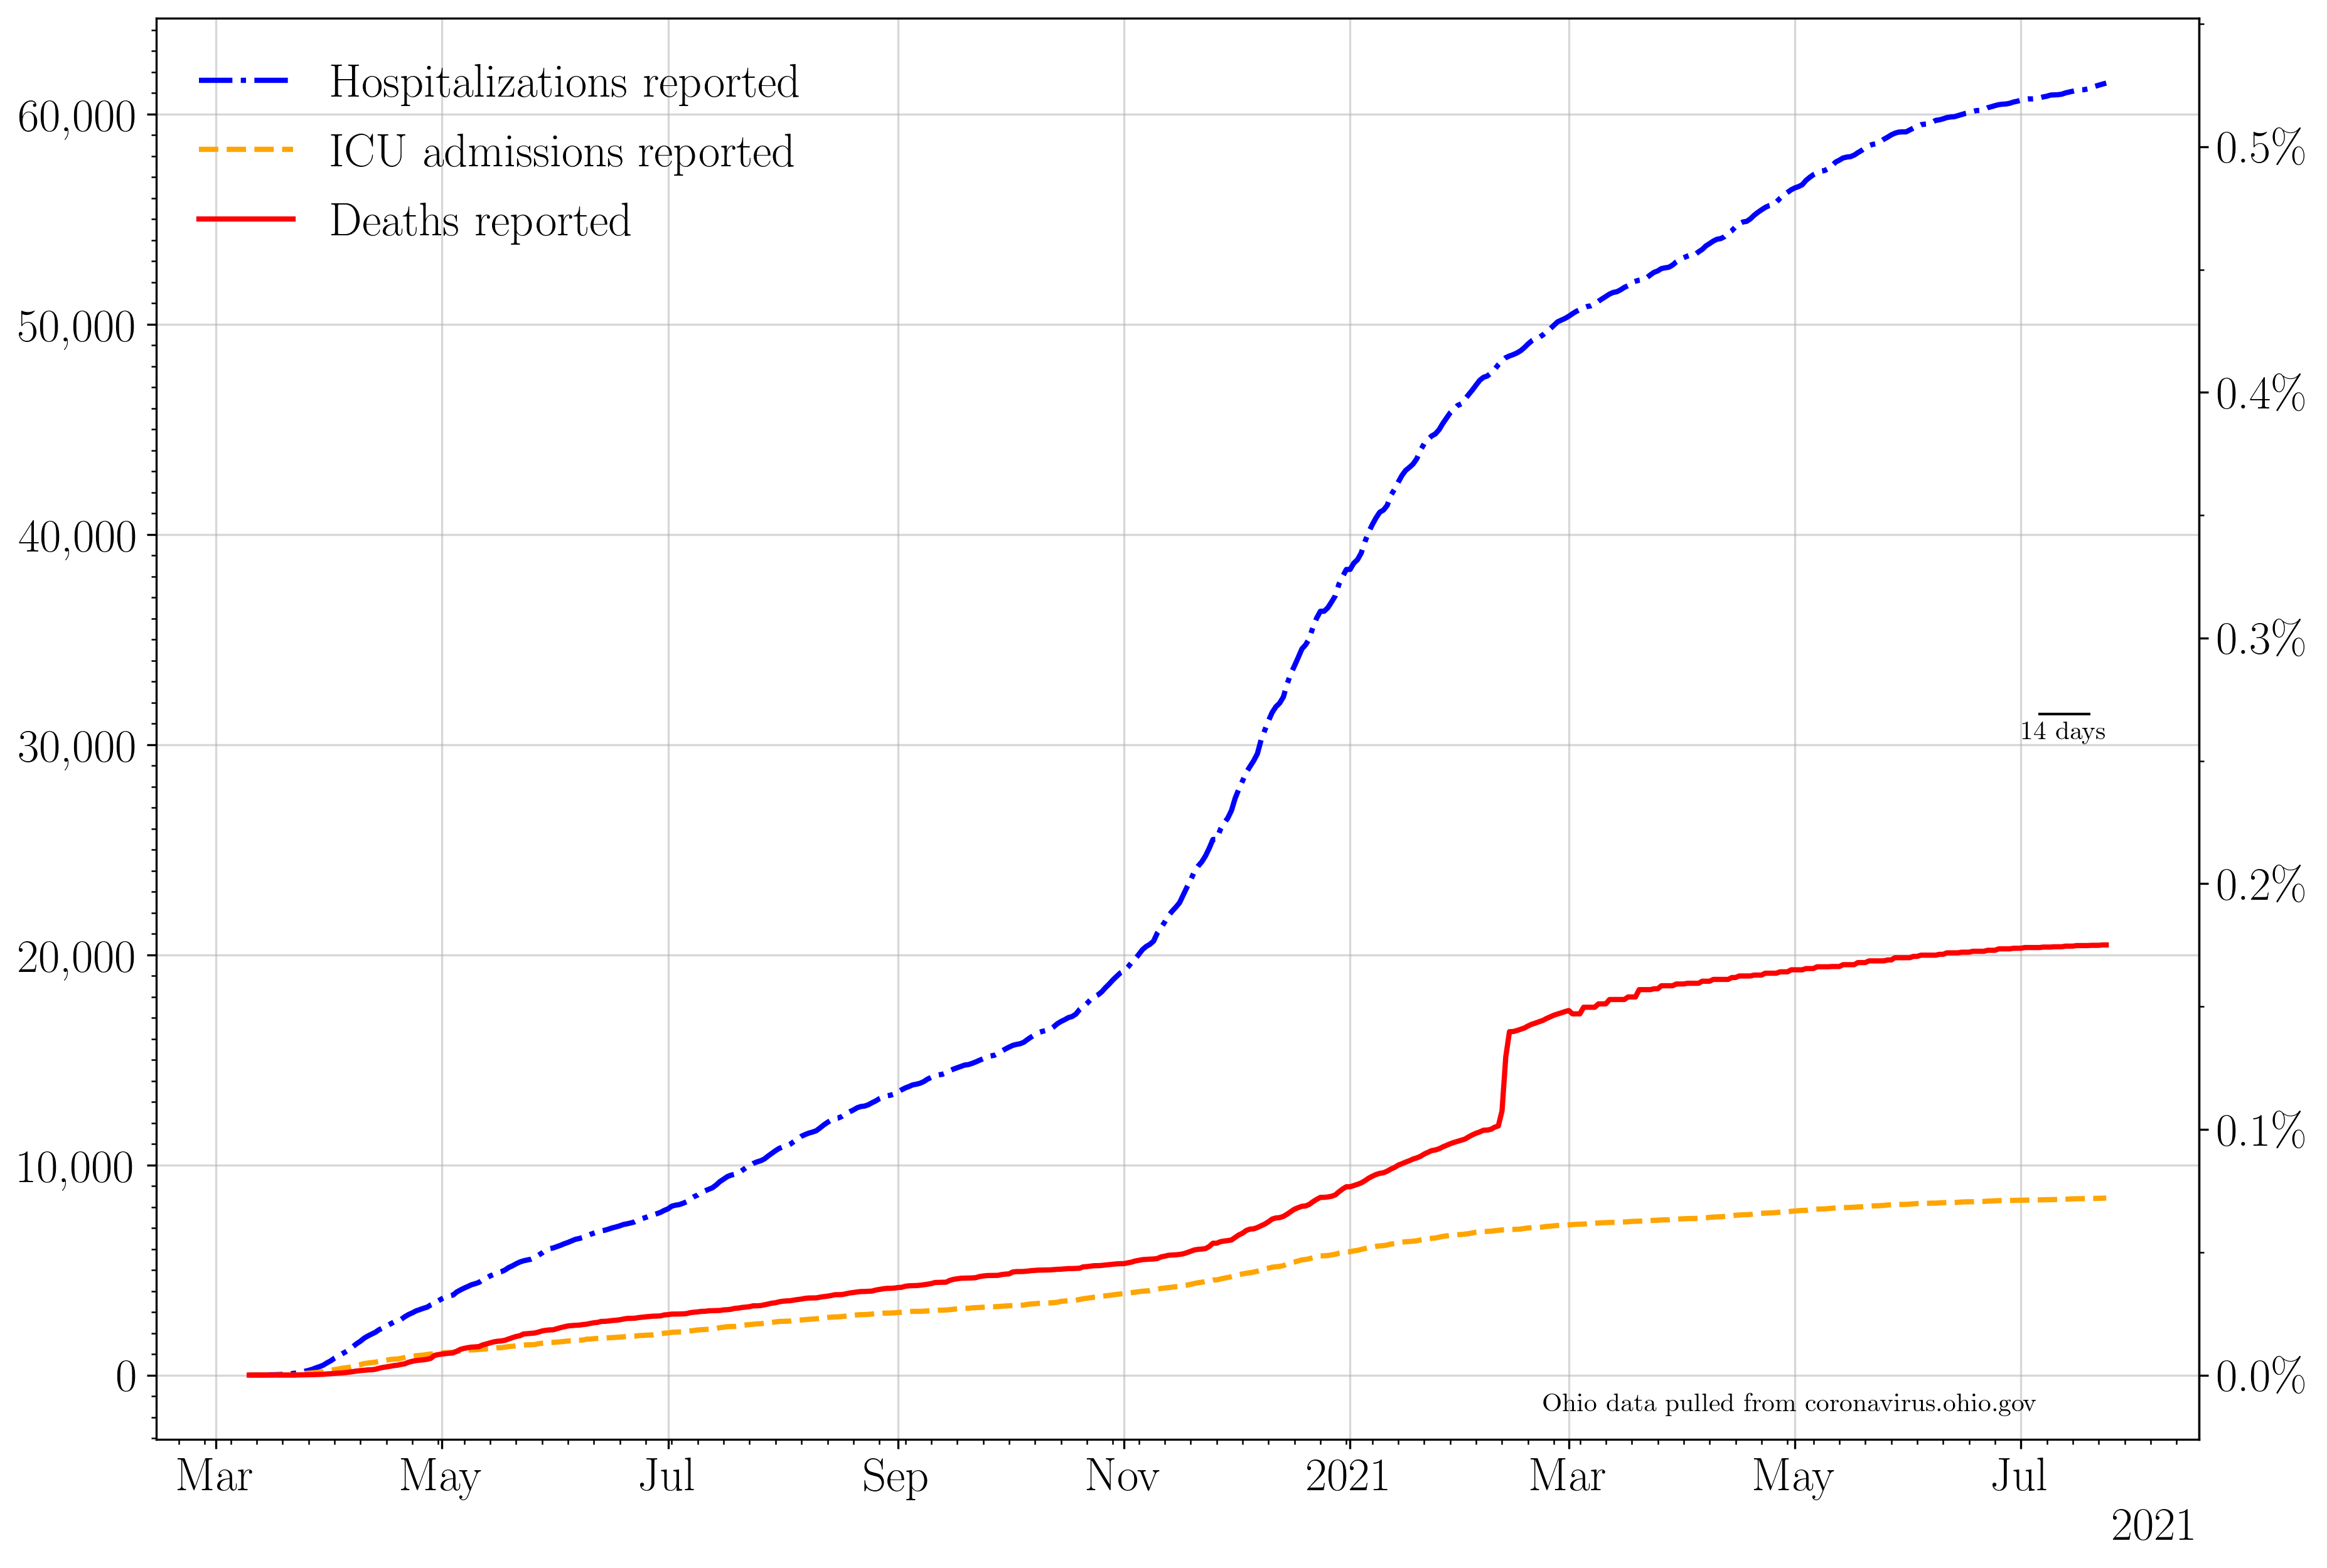 Hospitalizations reported
ICU admissions reported
Deaths reported
60,000
50,000
40,000
30,000
20,000
10,000
0
0.5%
0.4%
0.3%
0.2%
0.1%
0.0%
14 days
Ohio data pulled from coronavirus.ohio.gov
Mar May Jul Sep Nov 2021 Mar May Jul
2021